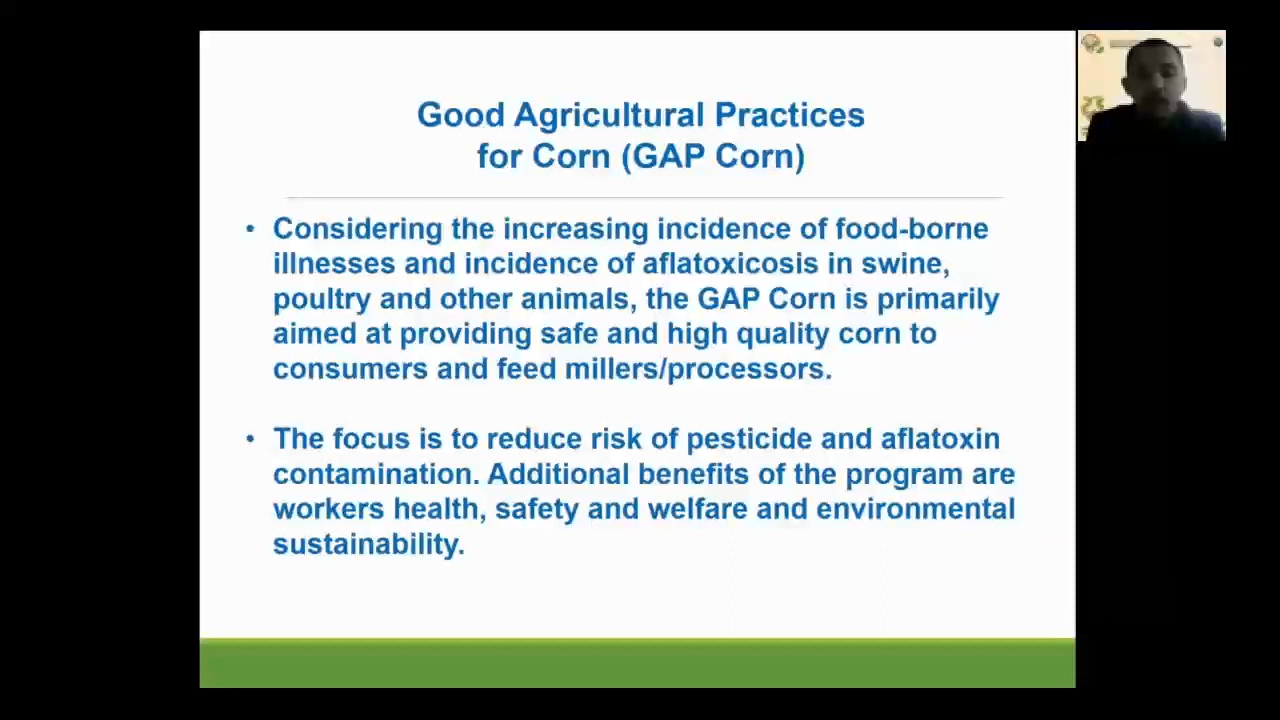 Good Agricultural Practices
for Corn (GAP Corn)
• Considering the increasing incidence of food-borne
illnesses and incidence of aflatoxicosis in swine,
poultry and other animals, the GAP Corn is primarily
aimed at providing safe and high quality corn to
consumers and feed millers/processors.
• The focus is to reduce risk of pesticide and aflatoxin
contamination. Additional benefits of the program are
workers health, safety and welfare and environmental
sustainability.